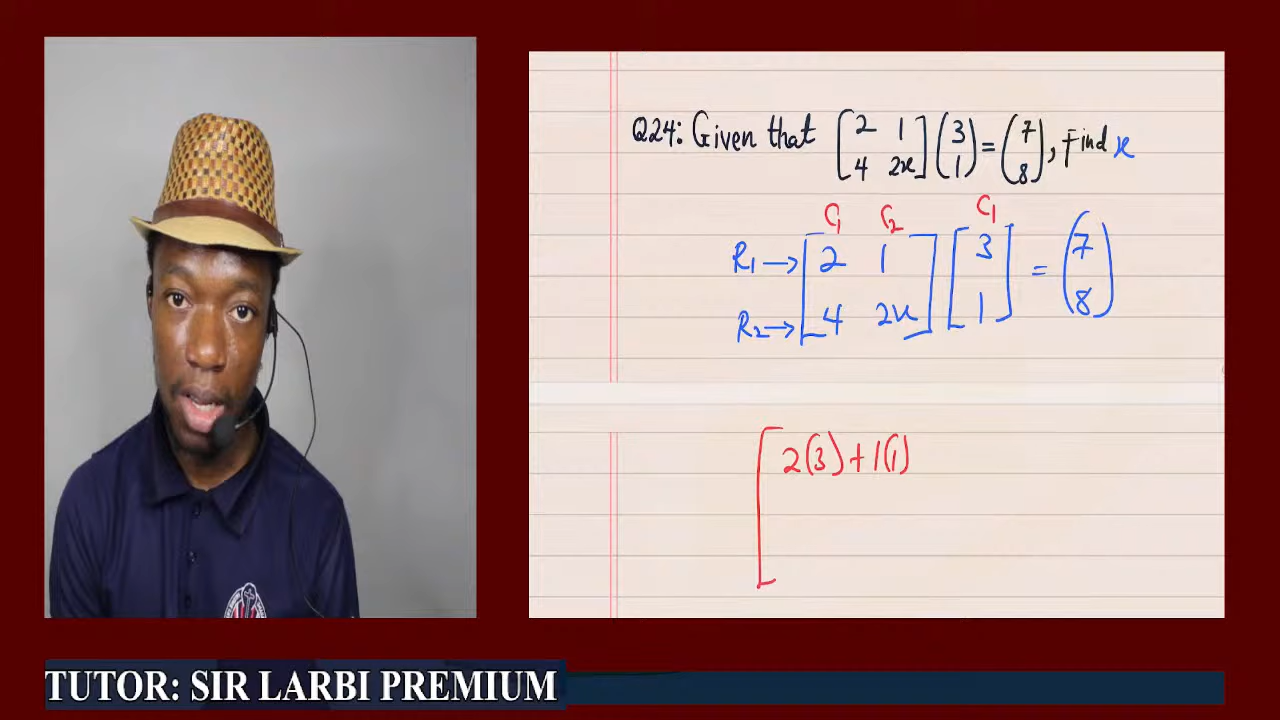 Q24: Given that [2 1 4 2x] (3 1) = (7 8), Find x
C1 C2 C1
R1 → [2 1] [3] = (7)
R2 → [4 2x] [1] (8)
[2(3) + 1(1)
TUTOR: SIR LARBI PREMIUM